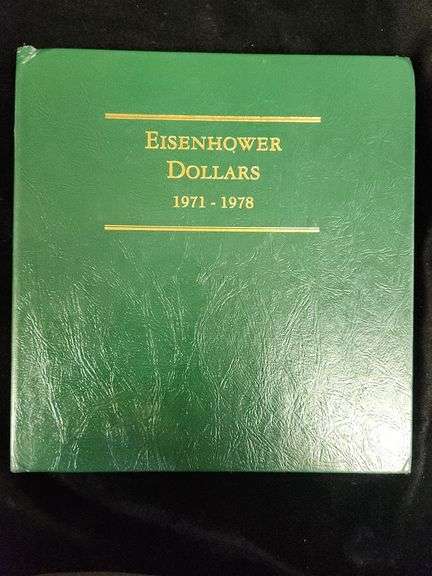 EISENHOWER
DOLLARS
1971 - 1978